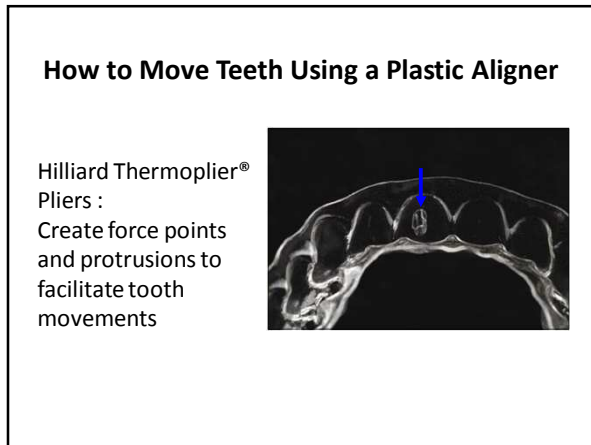 How to Move Teeth Using a Plastic Aligner
Hilliard Thermoplier®
Pliers :
Create force points
and protrusions to
facilitate tooth
movements